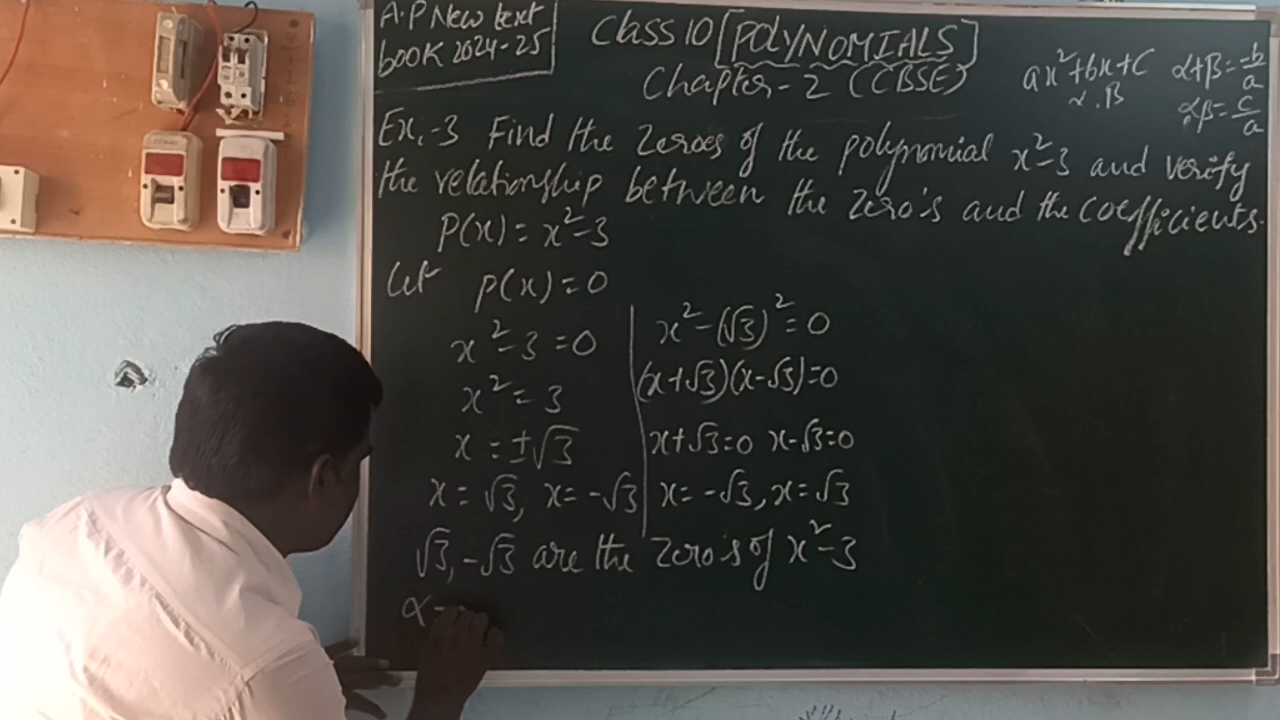 A.P New text
book 2024-25
Class 10 [POLYNOMIALS]
Chapter-2 (CBSE)
ax²+bx+c α+β=-b/a
α,β αβ=c/a
Ex:-3 Find the Zeroes of the polynomial x²-3 and verify
the relationship between the Zero's and the coefficients.
P(x)=x²-3
Let p(x)=0
x²-3=0
x²=3
x=±√3
x=√3, x=-√3
x²-(√3)²=0
(x+√3)(x-√3)=0
x+√3=0 x-√3=0
x=-√3, x=√3
√3,-√3 are the Zero's of x²-3
α=